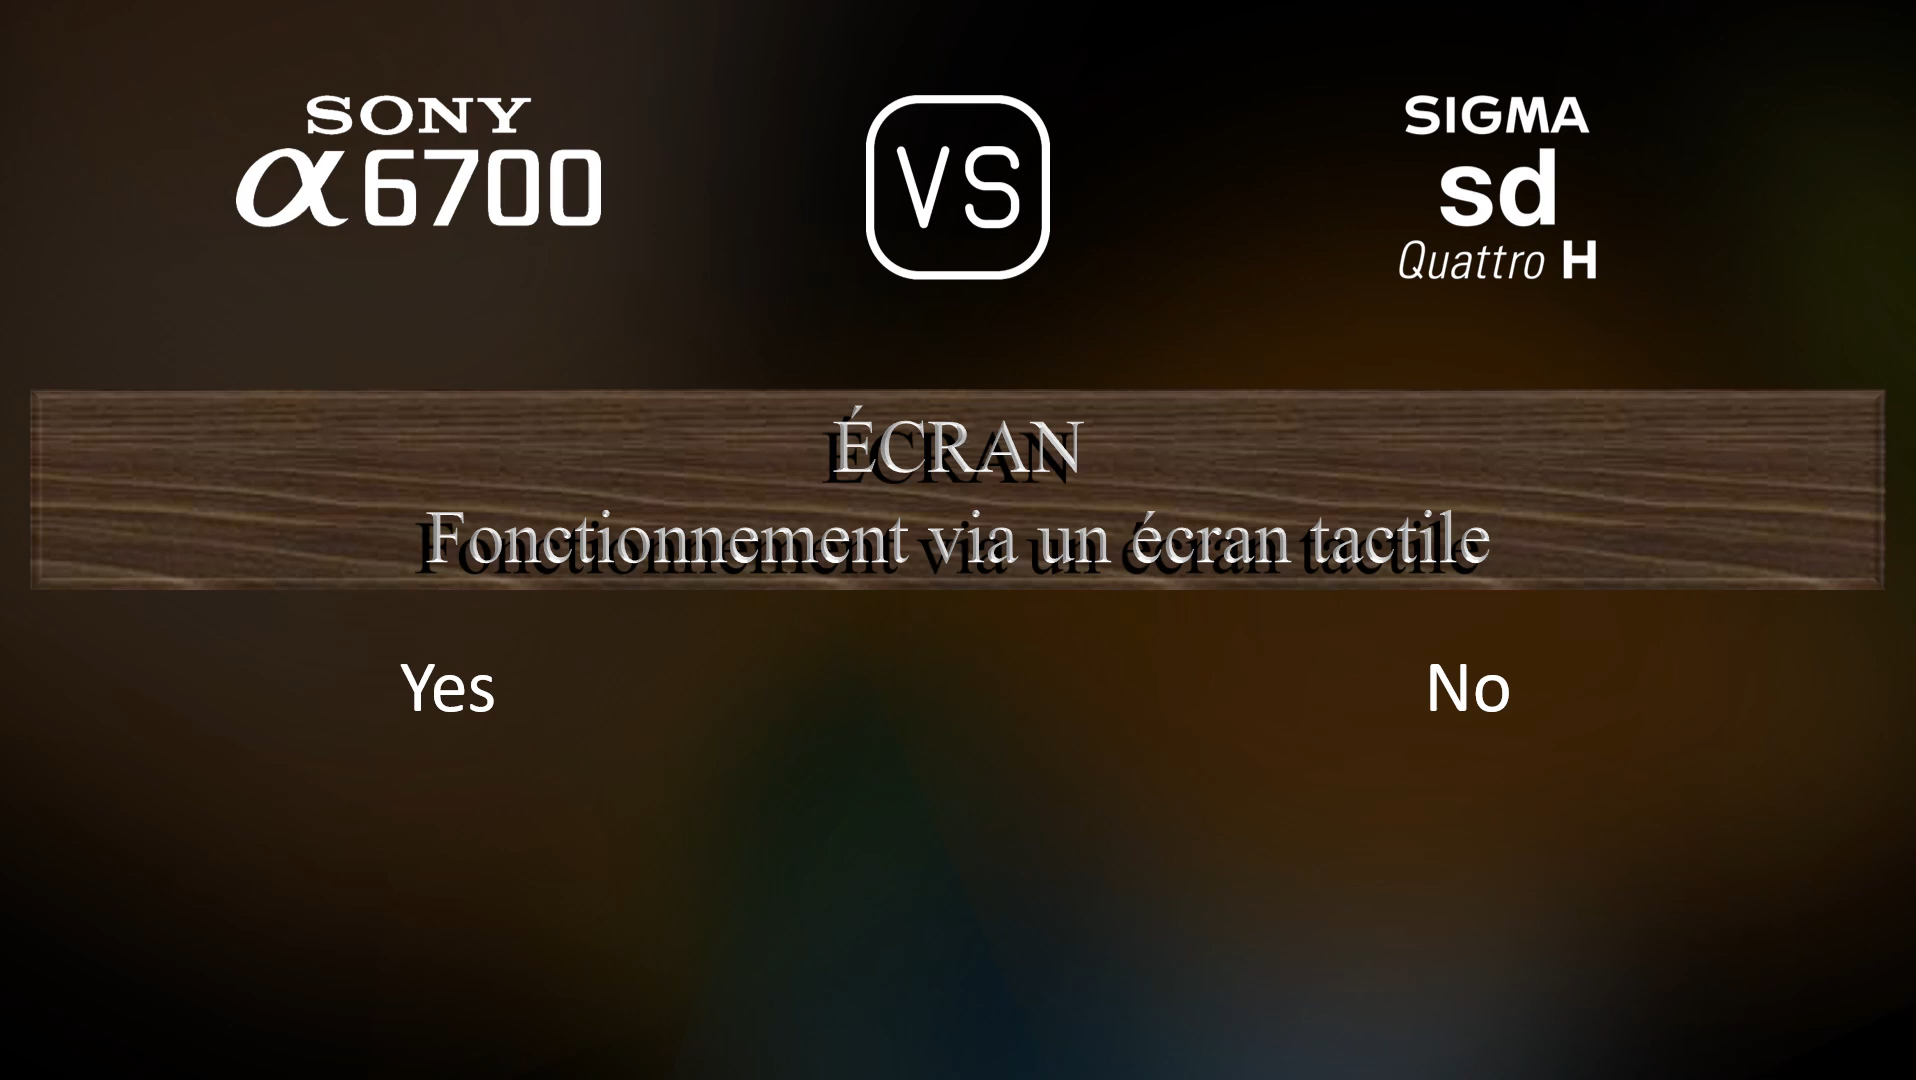 SONY
α6700
VS
SIGMA
sd
Quattro H
ÉCRAN
Fonctionnement via un écran tactile
Yes
No